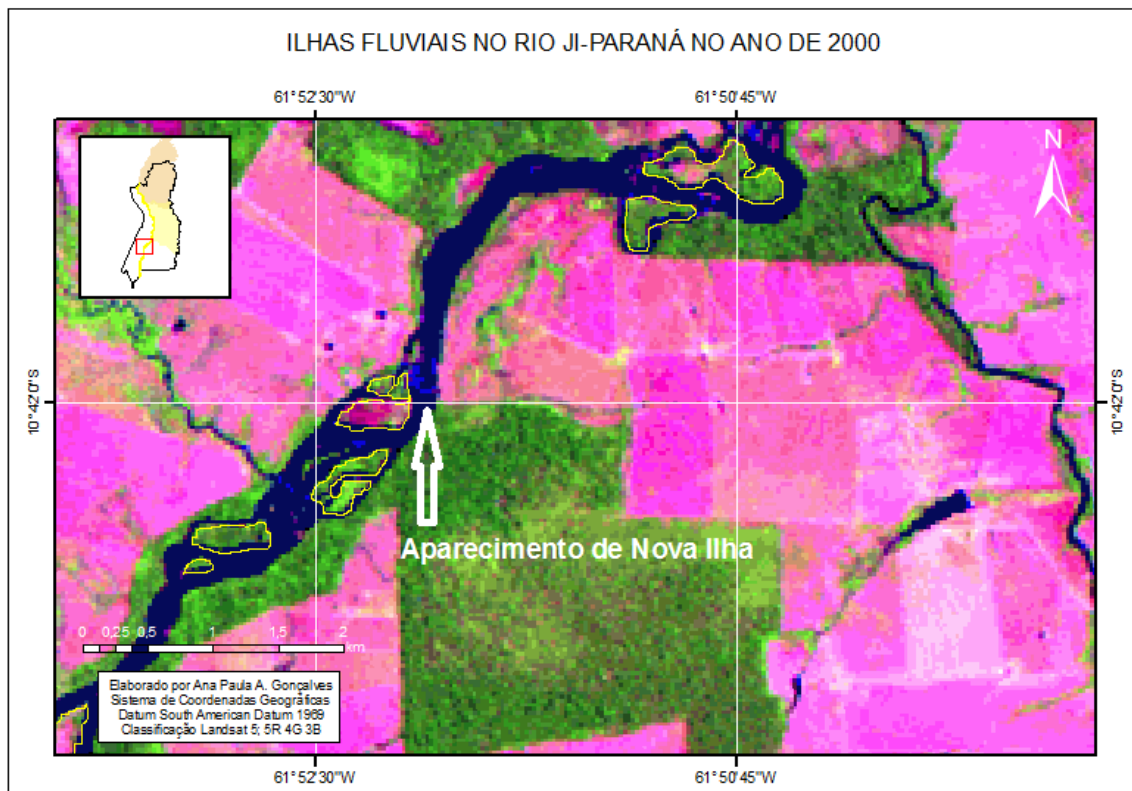 ILHAS FLUVIAIS NO RIO JI-PARANÁ NO ANO DE 2000
61°52'30"W 61°50'45"W
N
10°42'0"S 10°42'0"S
Aparecimento de Nova Ilha
0 0,25 0,5 1 1,5 2
km
Elaborado por Ana Paula A. Gonçalves
Sistema de Coordenadas Geográficas
Datum South American Datum 1969
Classificação Landsat 5; 5R 4G 3B
61°52'30"W 61°50'45"W